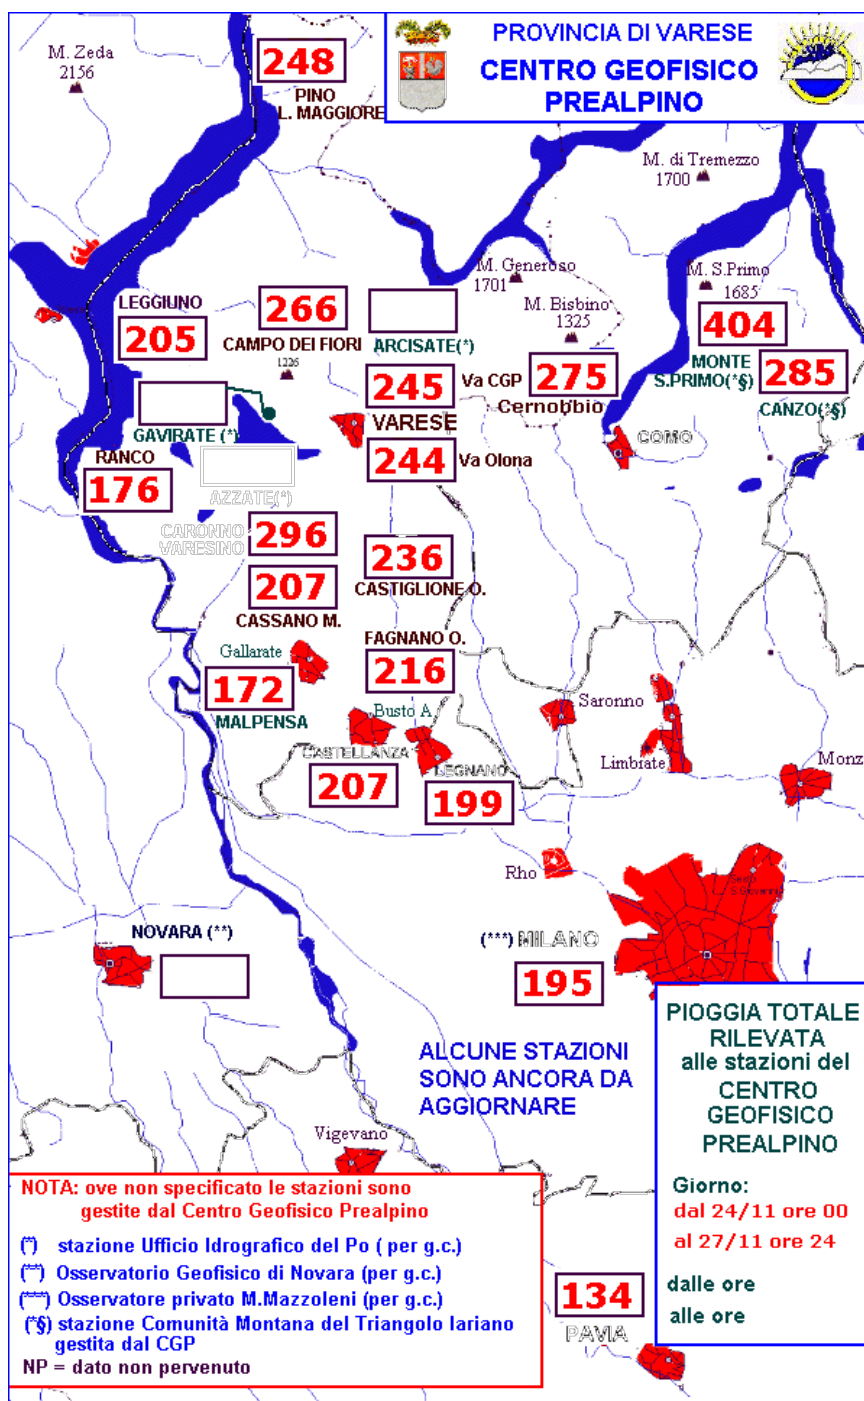 PROVINCIA DI VARESE
CENTRO GEOFISICO
PREALPINO
M. Zeda
2156
248
PINO
L. MAGGIORE
M. di Tremezzo
1700
M. Generoso
1701
M. S.Primo
1685
M. Bisbino
1325
LEGGIUNO
205
266
CAMPO DEI FIORI
1226
ARCISATE(*)
404
MONTE
S.PRIMO(*§)
285
CANZO(*§)
245
Va CGP
275
Cernobbio
VARESE
GAVIRATE (*)
244
Va Olona
COMO
RANCO
176
AZZATE(*)
CARONNO
VARESINO
296
236
CASTIGLIONE O.
207
CASSANO M.
FAGNANO O.
216
Gallarate
172
MALPENSA
Busto A
Saronno
CASTELLANZA
207
LEGNANO
199
Limbiate
Monz
Rho
Sesto
S.Giovanni
NOVARA (**)
(***) MILANO
195
ALCUNE STAZIONI
SONO ANCORA DA
AGGIORNARE
Vigevano
PIOGGIA TOTALE
RILEVATA
alle stazioni del
CENTRO
GEOFISICO
PREALPINO
Giorno:
dal 24/11 ore 00
al 27/11 ore 24
dalle ore
alle ore
134
PAVIA
NOTA: ove non specificato le stazioni sono
gestite dal Centro Geofisico Prealpino
(*) stazione Ufficio Idrografico del Po ( per g.c.)
(**) Osservatorio Geofisico di Novara (per g.c.)
(***) Osservatore privato M.Mazzoleni (per g.c.)
(*§) stazione Comunità Montana del Triangolo lariano
gestita dal CGP
NP = dato non pervenuto